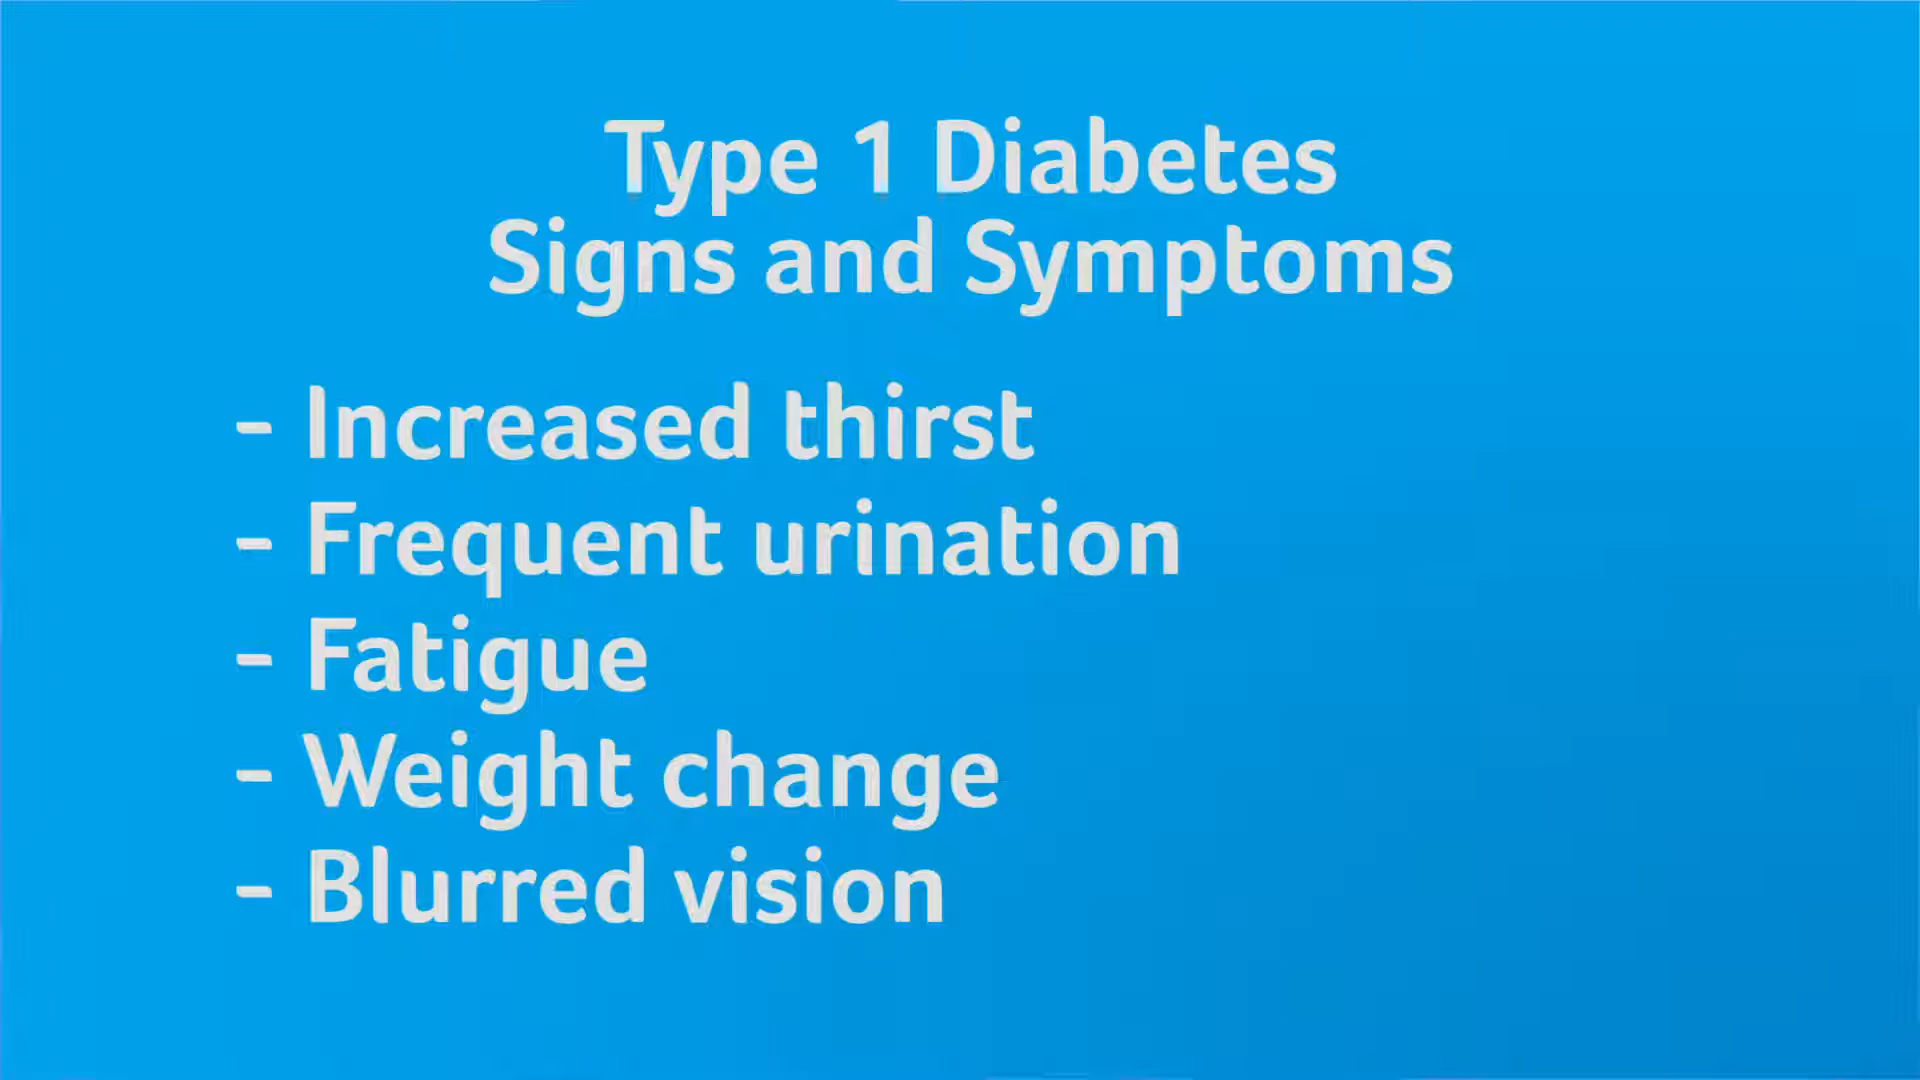 Type 1 Diabetes
Signs and Symptoms
- Increased thirst
- Frequent urination
- Fatigue
- Weight change
- Blurred vision